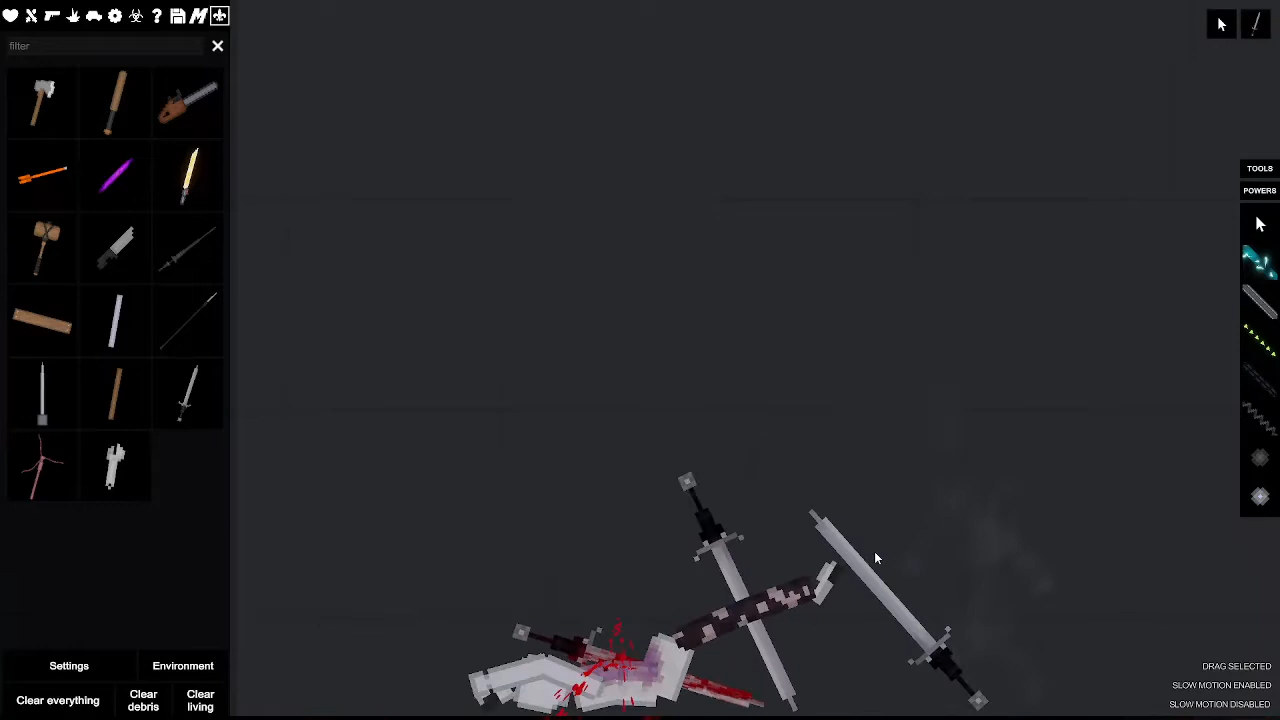 filter
TOOLS
POWERS
Settings
Environment
Clear everything
Clear debris
Clear living
DRAG SELECTED
SLOW MOTION ENABLED
SLOW MOTION DISABLED